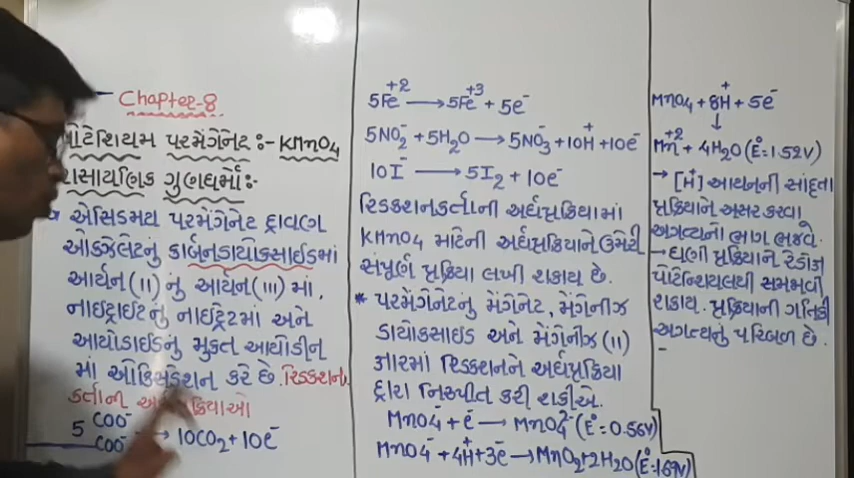 Chapter-8
પોટેશિયમ પરમેંગેનેટ :- KMnO4
રાસાયણિક ગુણધર્મો:-
* એસિડમય પરમેંગેનેટ દ્રાવણ
ઓક્ઝેલેટનું કાર્બનડાયોક્સાઈડમાં
આર્યન (II) નું આર્યન (III) માં,
નાઇટ્રાઈટનું નાઈટ્રેટમાં અને
આયોડાઈડનું મુક્ત આયોડીન
માં ઓક્સિડેશન કરે છે. રિડક્શન
કર્તાની
5 COO⁻ COO⁻ → 10CO2 + 10e⁻
5Fe⁺² → 5Fe⁺³ + 5e⁻
5NO2⁻ + 5H2O → 5NO3⁻ + 10H⁺ + 10e⁻
10I⁻ → 5I2 + 10e⁻
રિડક્શનકર્તાની અર્ધપ્રક્રિયામાં
KMnO4 માટેની અર્ધપ્રક્રિયાને ઉમેરી
સંપૂર્ણ પ્રક્રિયા લખી શકાય છે.
* પરમેંગેનેટનું મેંગેનેટ, મેંગેનીઝ
ડાયોક્સાઇડ અને મેંગેનીઝ (II)
ક્ષારમાં રિડક્શનને અર્ધપ્રક્રિયા
દ્વારા નિરૂપીત કરી શકીએ.
MnO4⁻ + e⁻ → MnO4²⁻ (E°=0.56V)
MnO4⁻ + 4H⁺ + 3e⁻ → MnO2 + 2H2O (E°=1.69V)
MnO4 + 8H⁺ + 5e⁻
↓
Mn⁺² + 4H2O (E°=1.52V)
→ [H⁺] આયનની સાંદ્રતા
પ્રક્રિયાને અસર કરવા
અગત્યનો ભાગ ભજવે.
→ ઘણી પ્રક્રિયાને રેડોક્ષ
પોટેન્શિયલથી સમજાવી
શકાય. પ્રક્રિયાની ગતિકી
અગત્યનું પરિબળ છે.